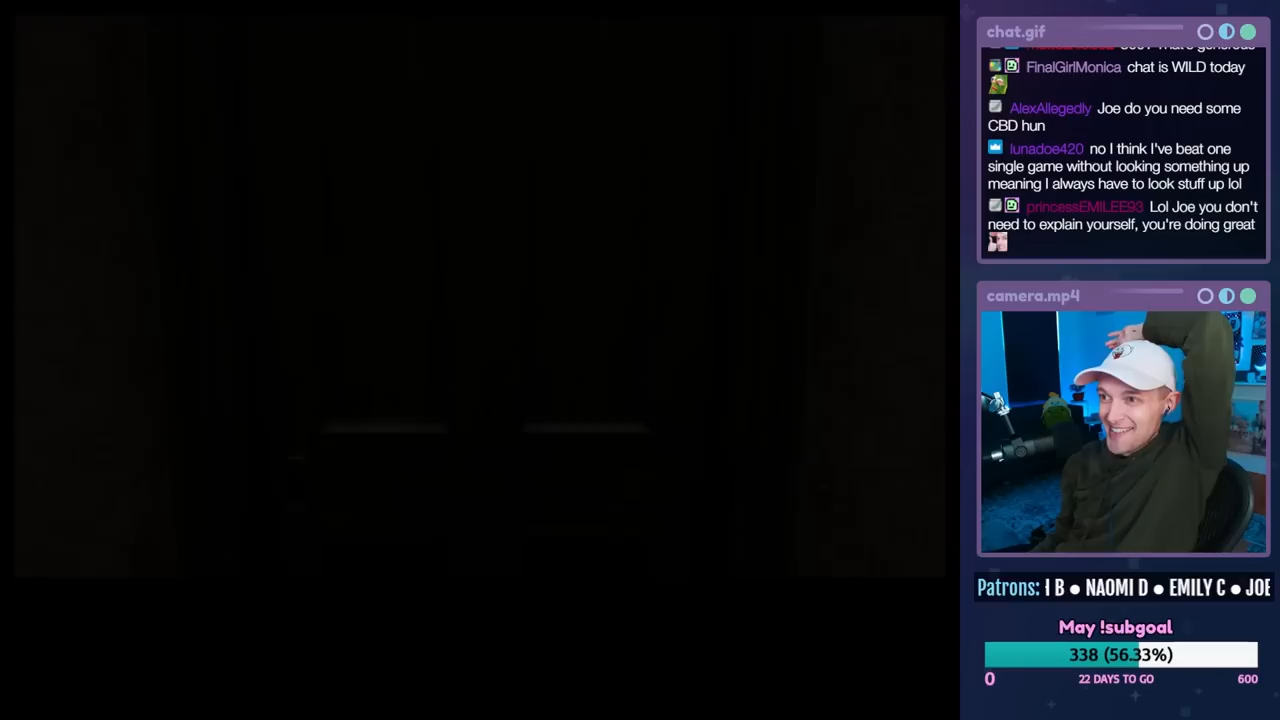 chat.gif
FinalGirlMonica chat is WILD today
AlexAllegedly Joe do you need some
CBD hun
lunadoe420 no I think I've beat one
single game without looking something up
meaning I always have to look stuff up lol
princessEMILEE93 Lol Joe you don't
need to explain yourself, you're doing great
camera.mp4
Patrons: B ● NAOMI D ● EMILY C ● JOE
May !subgoal
338 (56.33%)
0 22 DAYS TO GO 600